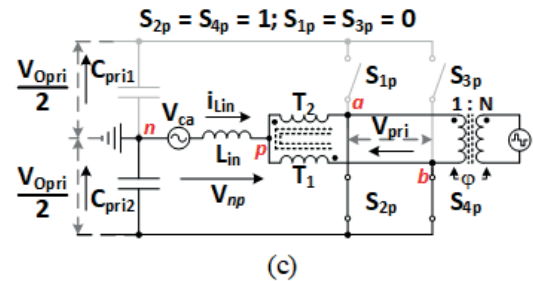 S2p = S4p = 1; S1p = S3p = 0
VOpri
2
Cpri1
S1p
S3p
Vca
iLin
T2
a
1 : N
n
Lin
p
Vpri
T1
b
φ
VOpri
2
Cpri2
Vnp
S2p
S4p
(c)